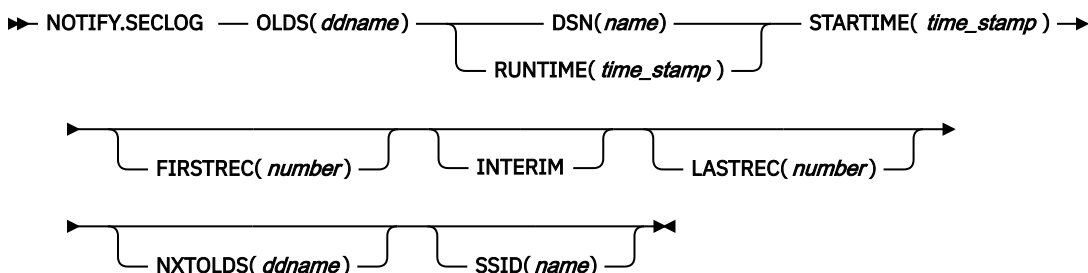 NOTIFY.SECLOG OLDS( ddname) DSN( name) STARTIME( time_stamp )
RUNTIME( time_stamp )
FIRSTREC( number) INTERIM LASTREC( number)
NXTOLDS( ddname) SSID( name)